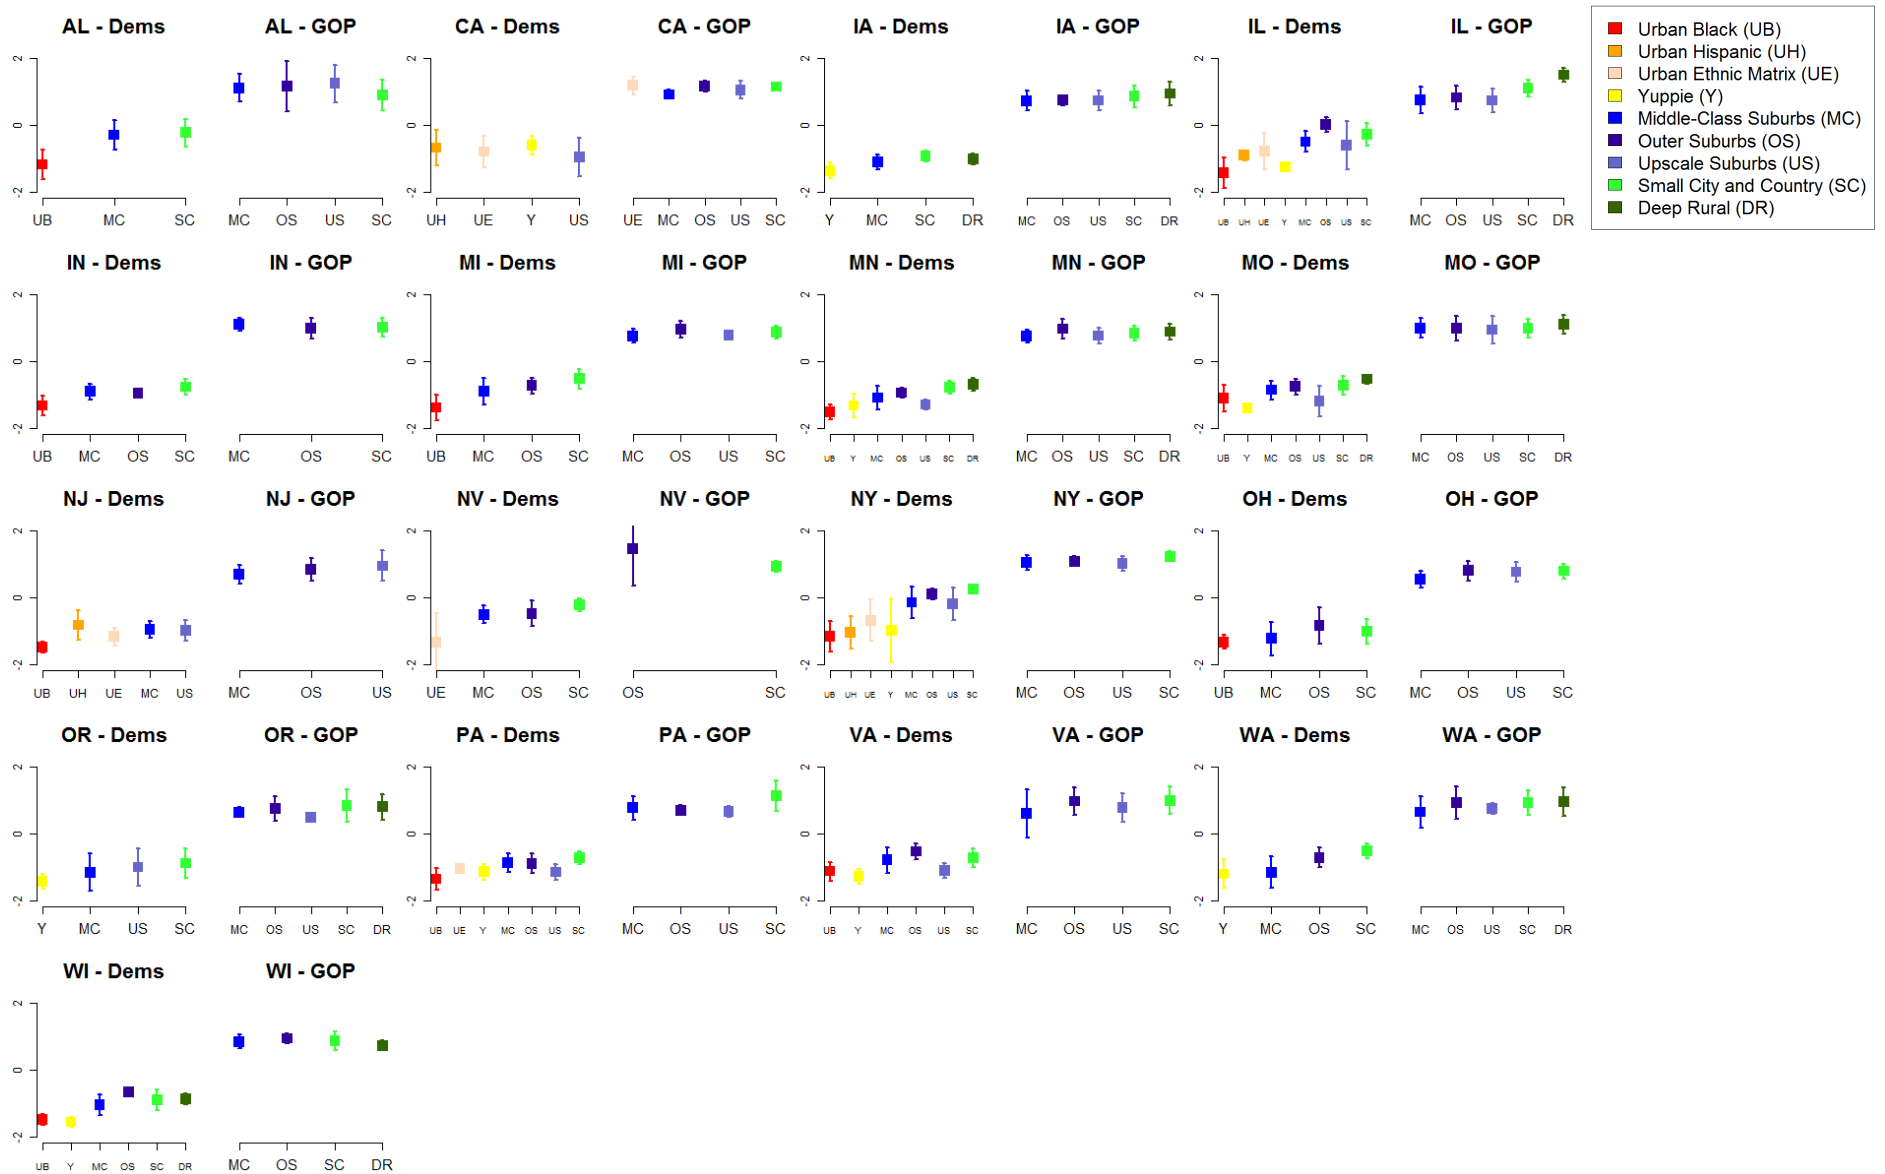 AL - Dems
AL - GOP
CA - Dems
CA - GOP
IA - Dems
IA - GOP
IL - Dems
IL - GOP
2
0
-2
UB MC SC
MC OS US SC
2
0
-2
UH UE Y US
UE MC OS US SC
2
0
-2
Y MC SC DR
MC OS US SC DR
2
0
-2
UB UH UE Y MC OS US SC
MC OS US SC DR
Urban Black (UB)
Urban Hispanic (UH)
Urban Ethnic Matrix (UE)
Yuppie (Y)
Middle-Class Suburbs (MC)
Outer Suburbs (OS)
Upscale Suburbs (US)
Small City and Country (SC)
Deep Rural (DR)
IN - Dems
IN - GOP
MI - Dems
MI - GOP
MN - Dems
MN - GOP
MO - Dems
MO - GOP
2
0
-2
UB MC OS SC
MC OS SC
2
0
-2
UB MC OS SC
MC OS US SC
2
0
-2
UB Y MC OS US SC DR
MC OS US SC DR
2
0
-2
UB Y MC OS US SC DR
MC OS US SC DR
NJ - Dems
NJ - GOP
NV - Dems
NV - GOP
NY - Dems
NY - GOP
OH - Dems
OH - GOP
2
0
-2
UB UH UE MC US
MC OS US
2
0
-2
UE MC OS SC
OS SC
2
0
-2
UB UH UE Y MC OS US SC
MC OS US SC
2
0
-2
UB MC OS SC
MC OS US SC
OR - Dems
OR - GOP
PA - Dems
PA - GOP
VA - Dems
VA - GOP
WA - Dems
WA - GOP
2
0
-2
Y MC US SC
MC OS US SC DR
2
0
-2
UB UE Y MC OS US SC
MC OS US SC
2
0
-2
UB Y MC OS US SC
MC OS US SC
2
0
-2
Y MC OS SC
MC OS US SC DR
WI - Dems
WI - GOP
2
0
-2
UB Y MC OS SC DR
MC OS SC DR